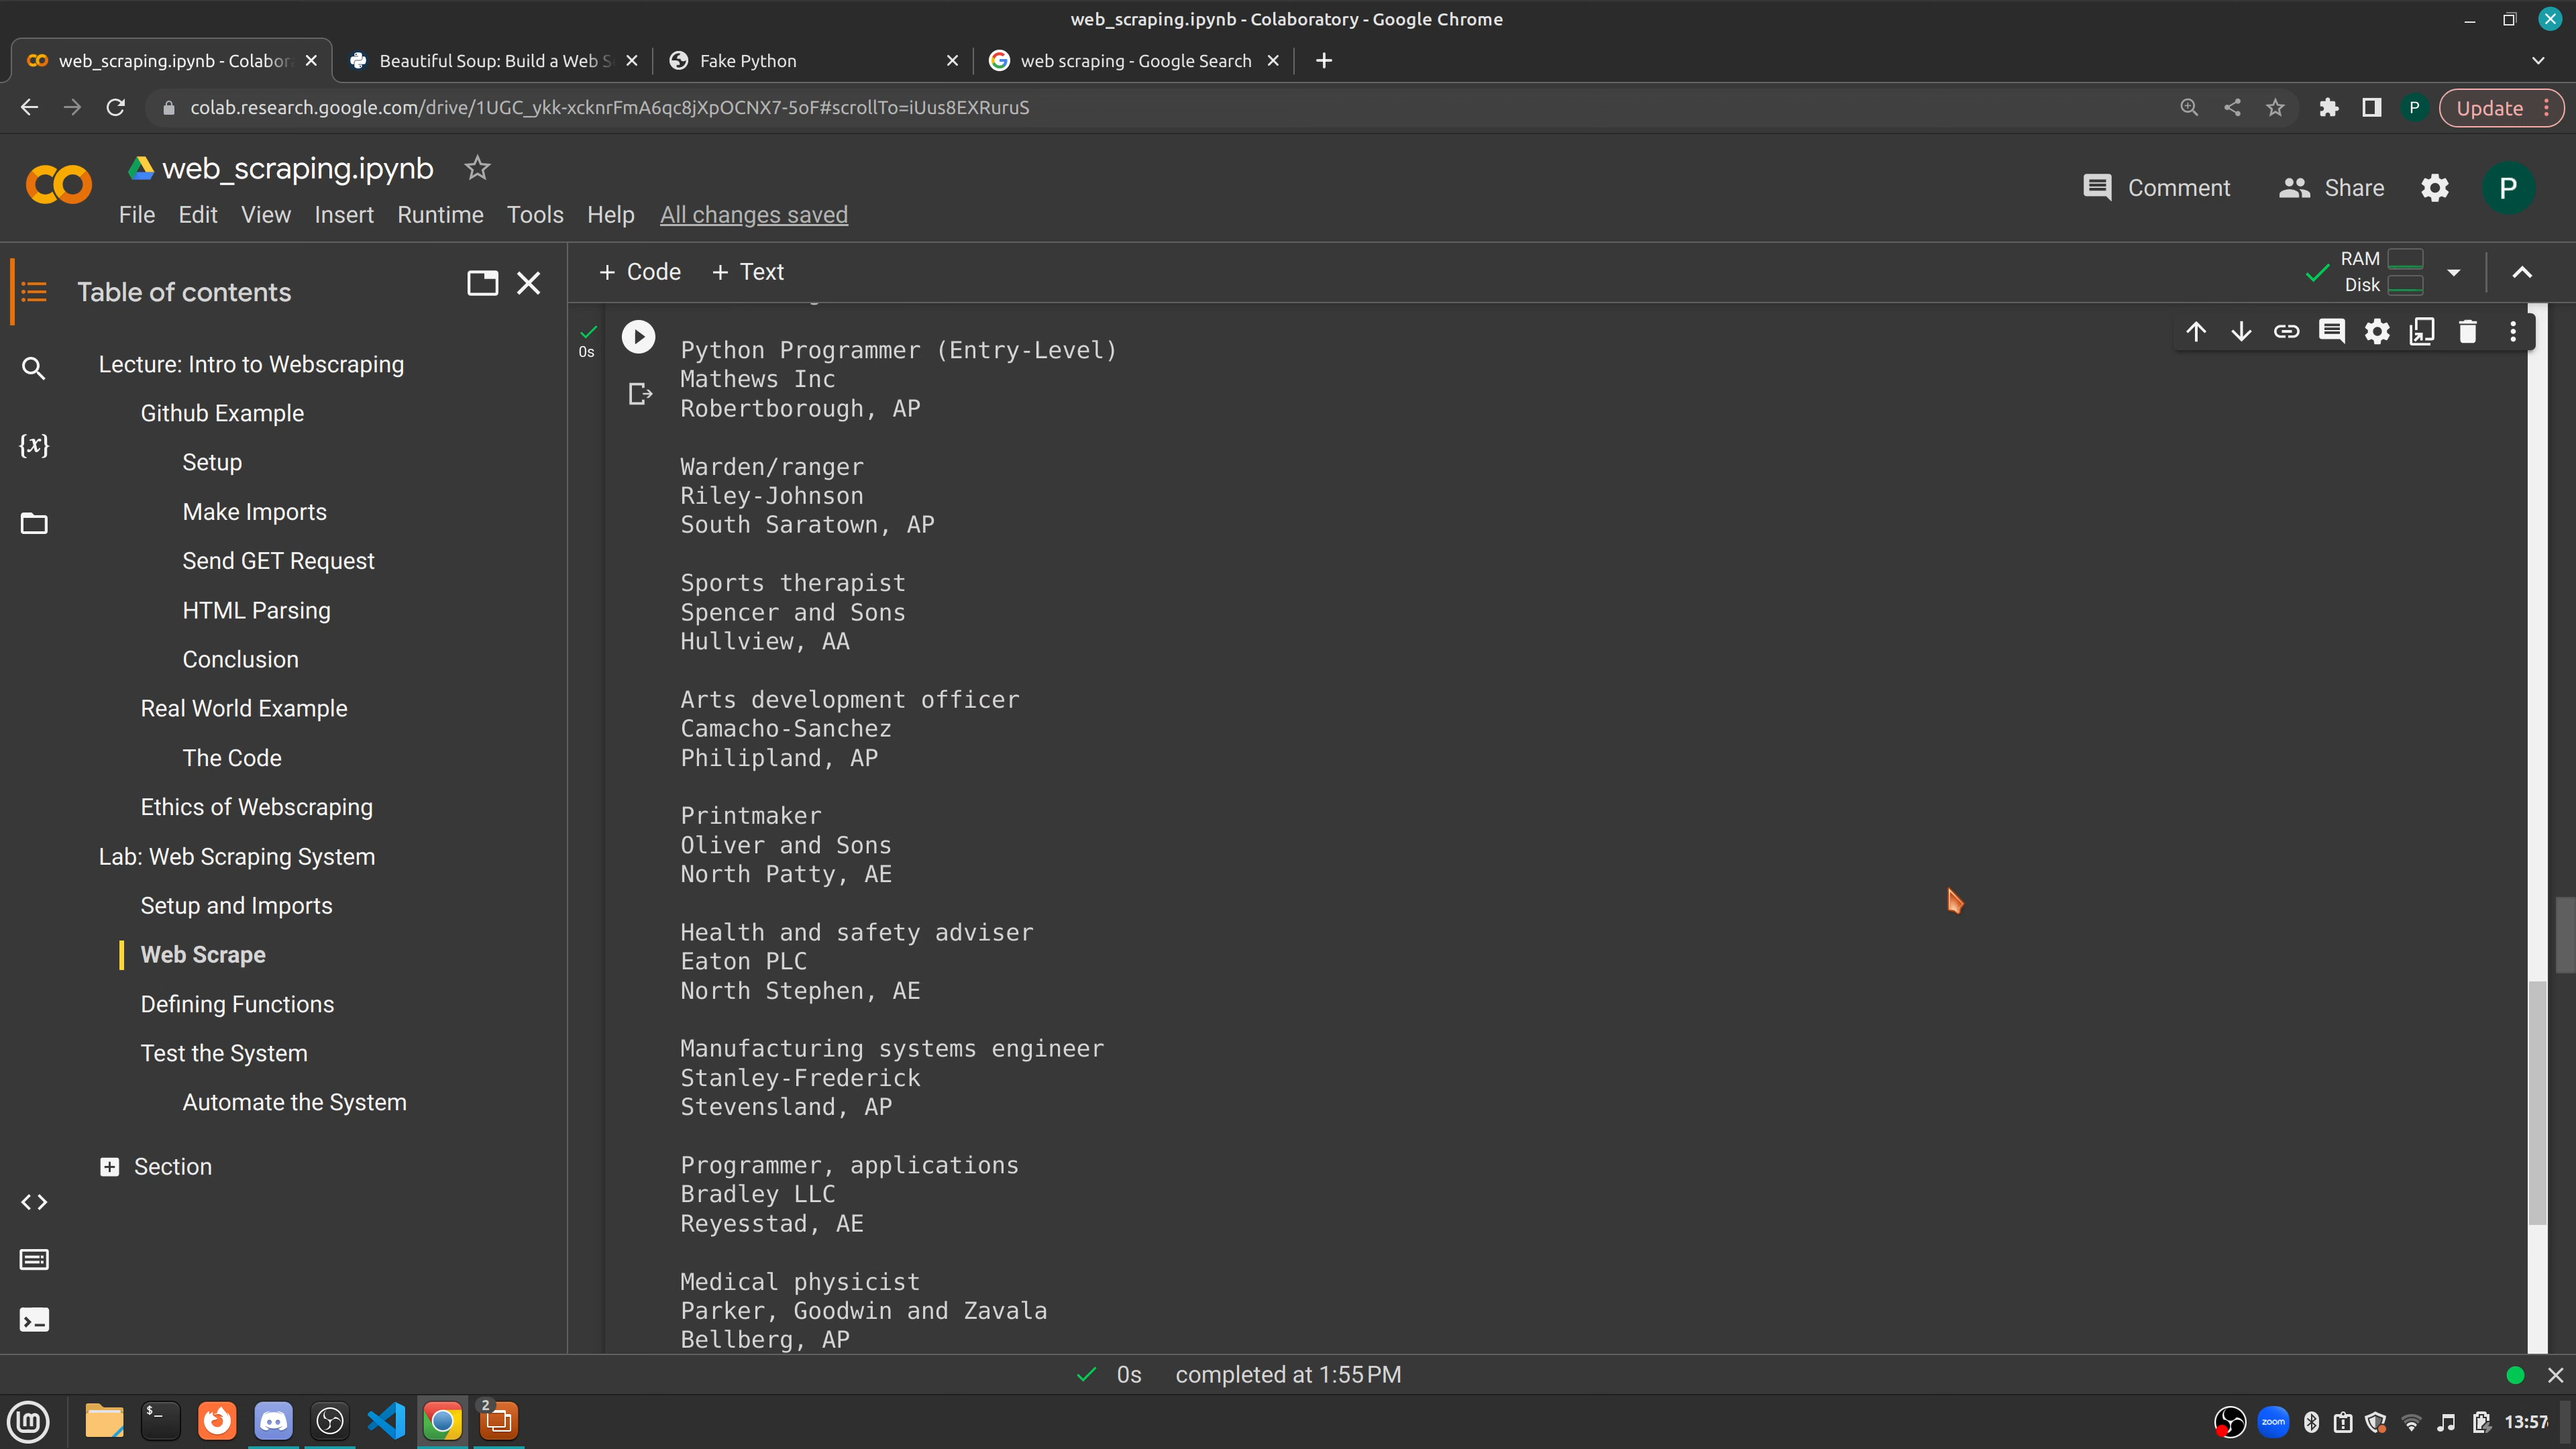 web_scraping.ipynb - Colaboratory - Google Chrome
web_scraping.ipynb - Colabor
Beautiful Soup: Build a Web S
Fake Python
web scraping - Google Search
colab.research.google.com/drive/1UGC_ykk-xcknrFmA6qc8jXpOCNX7-5oF#scrollTo=iUus8EXRuruS
P
Update
web_scraping.ipynb
Comment
Share
P
File Edit View Insert Runtime Tools Help All changes saved
Table of contents
+ Code + Text
RAM
Disk
Lecture: Intro to Webscraping
Github Example
Setup
Make Imports
Send GET Request
HTML Parsing
Conclusion
Real World Example
The Code
Ethics of Webscraping
Lab: Web Scraping System
Setup and Imports
Web Scrape
Defining Functions
Test the System
Automate the System
Section
{x}
0s
Python Programmer (Entry-Level)
Mathews Inc
Robertborough, AP
Warden/ranger
Riley-Johnson
South Saratown, AP
Sports therapist
Spencer and Sons
Hullview, AA
Arts development officer
Camacho-Sanchez
Philipland, AP
Printmaker
Oliver and Sons
North Patty, AE
Health and safety adviser
Eaton PLC
North Stephen, AE
Manufacturing systems engineer
Stanley-Frederick
Stevensland, AP
Programmer, applications
Bradley LLC
Reyesstad, AE
Medical physicist
Parker, Goodwin and Zavala
Bellberg, AP
0s completed at 1:55 PM
2
zoom
13:57